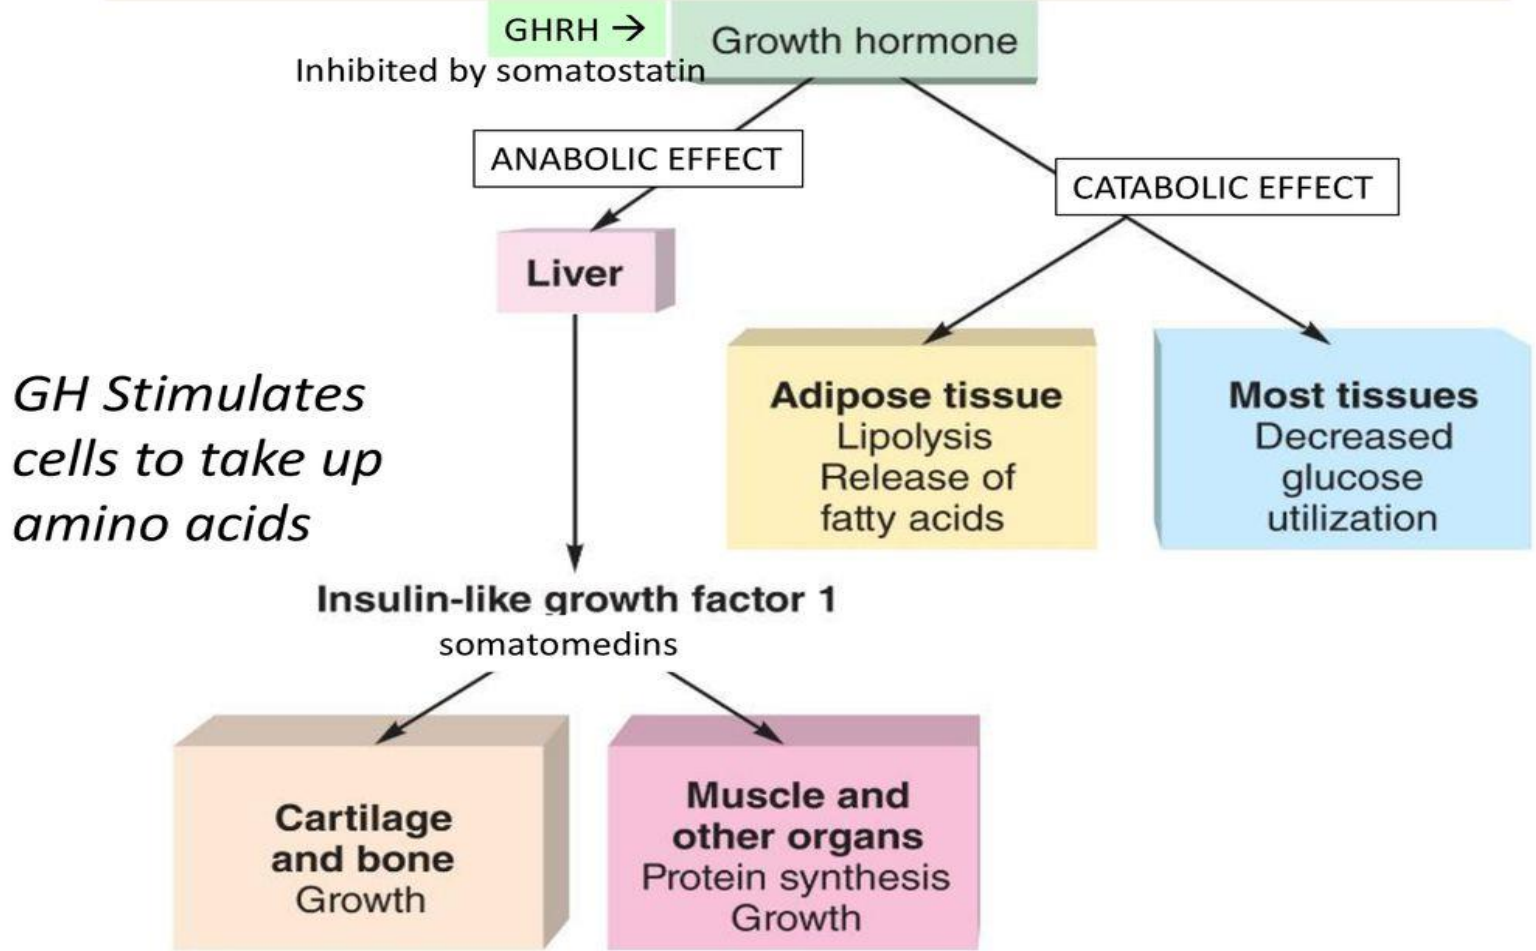 GHRH →
Growth hormone
Inhibited by somatostatin
ANABOLIC EFFECT
CATABOLIC EFFECT
Liver
GH Stimulates
cells to take up
amino acids
Adipose tissue
Lipolysis
Release of
fatty acids
Most tissues
Decreased
glucose
utilization
Insulin-like growth factor 1
somatomedins
Cartilage
and bone
Growth
Muscle and
other organs
Protein synthesis
Growth